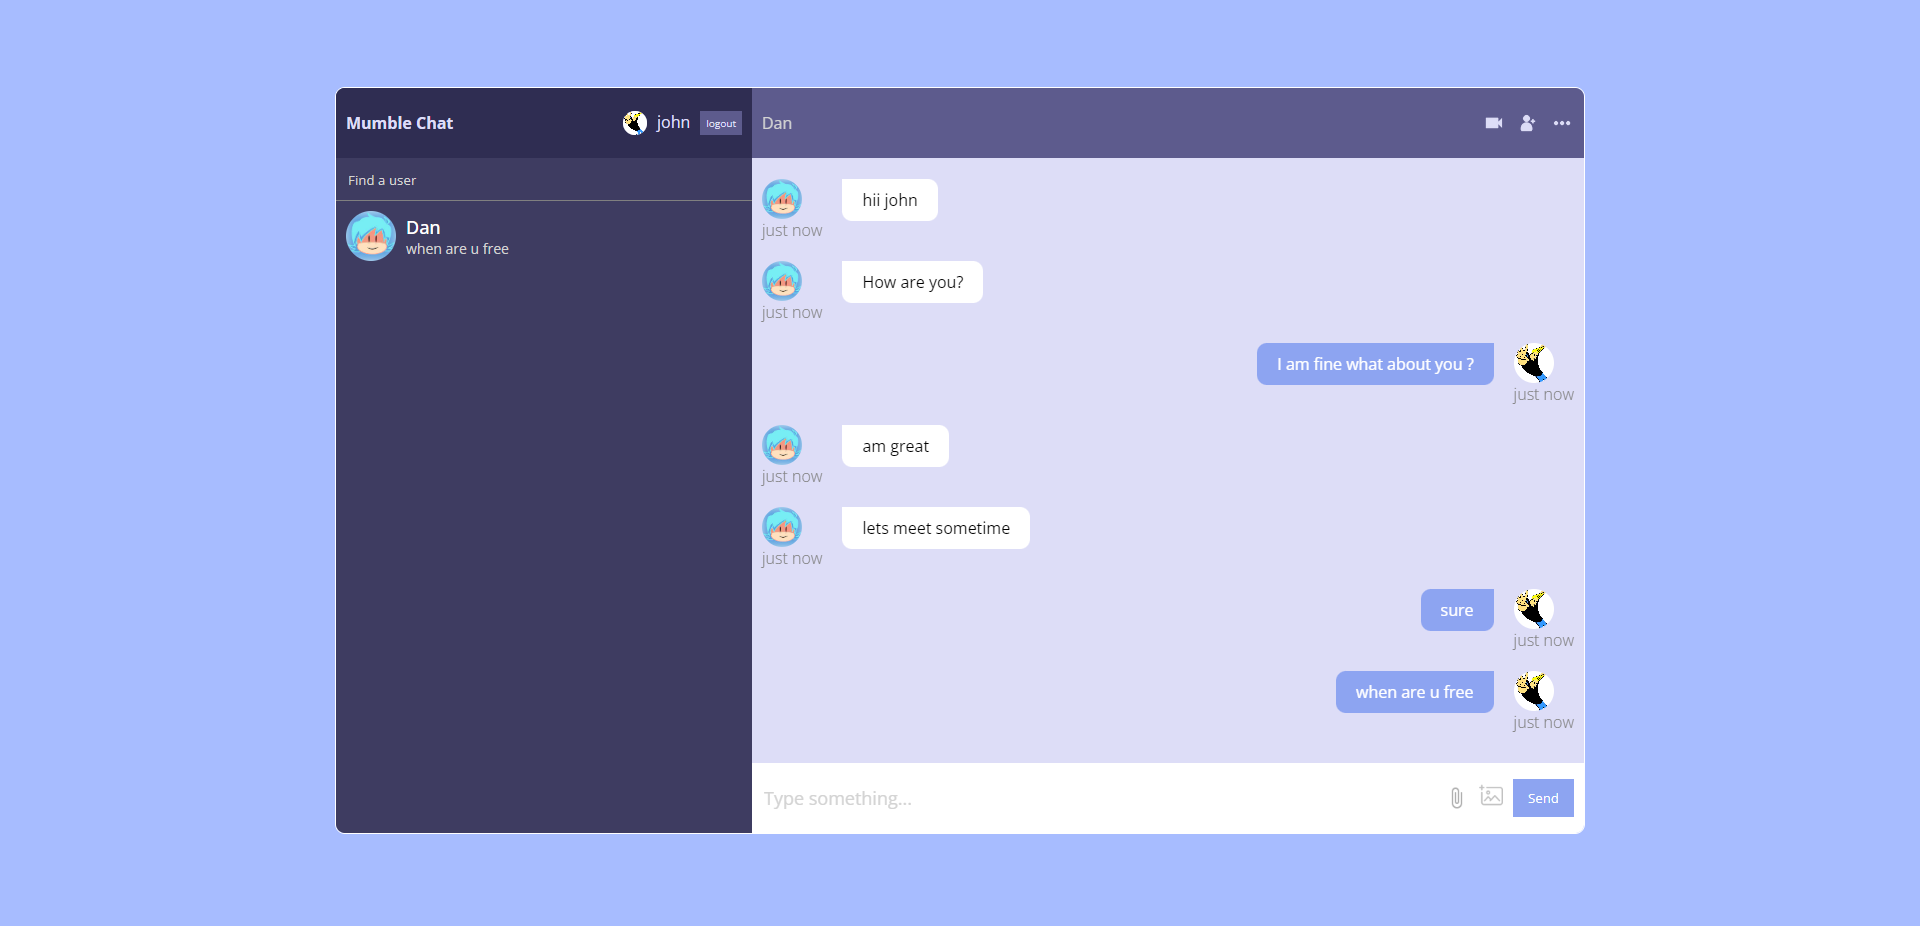 Mumble Chat
john
logout
Find a user
Dan
when are u free
Dan
hii john
just now
How are you?
just now
I am fine what about you ?
just now
am great
just now
lets meet sometime
just now
sure
just now
when are u free
just now
Type something...
Send